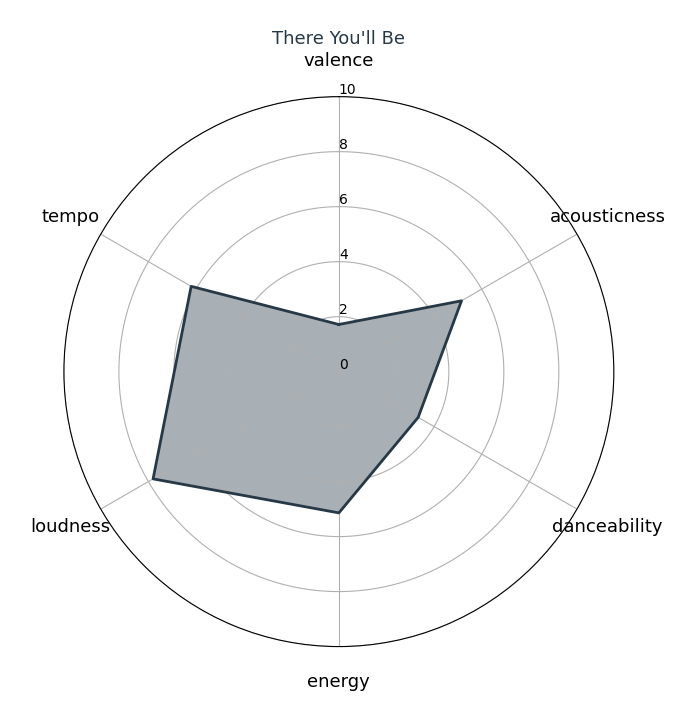 There You'll Be
valence
10
8
6
4
2
0
tempo
acousticness
loudness
danceability
energy